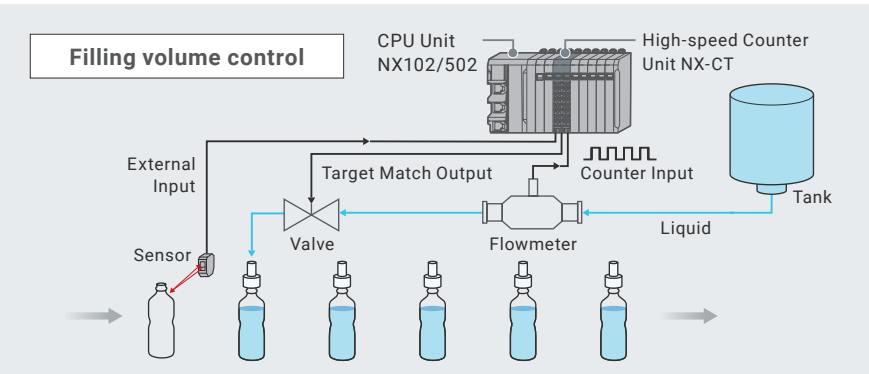 Filling volume control
CPU Unit
NX102/502
High-speed Counter
Unit NX-CT
External
Input
Target Match Output
Counter Input
Tank
Liquid
Valve
Flowmeter
Sensor